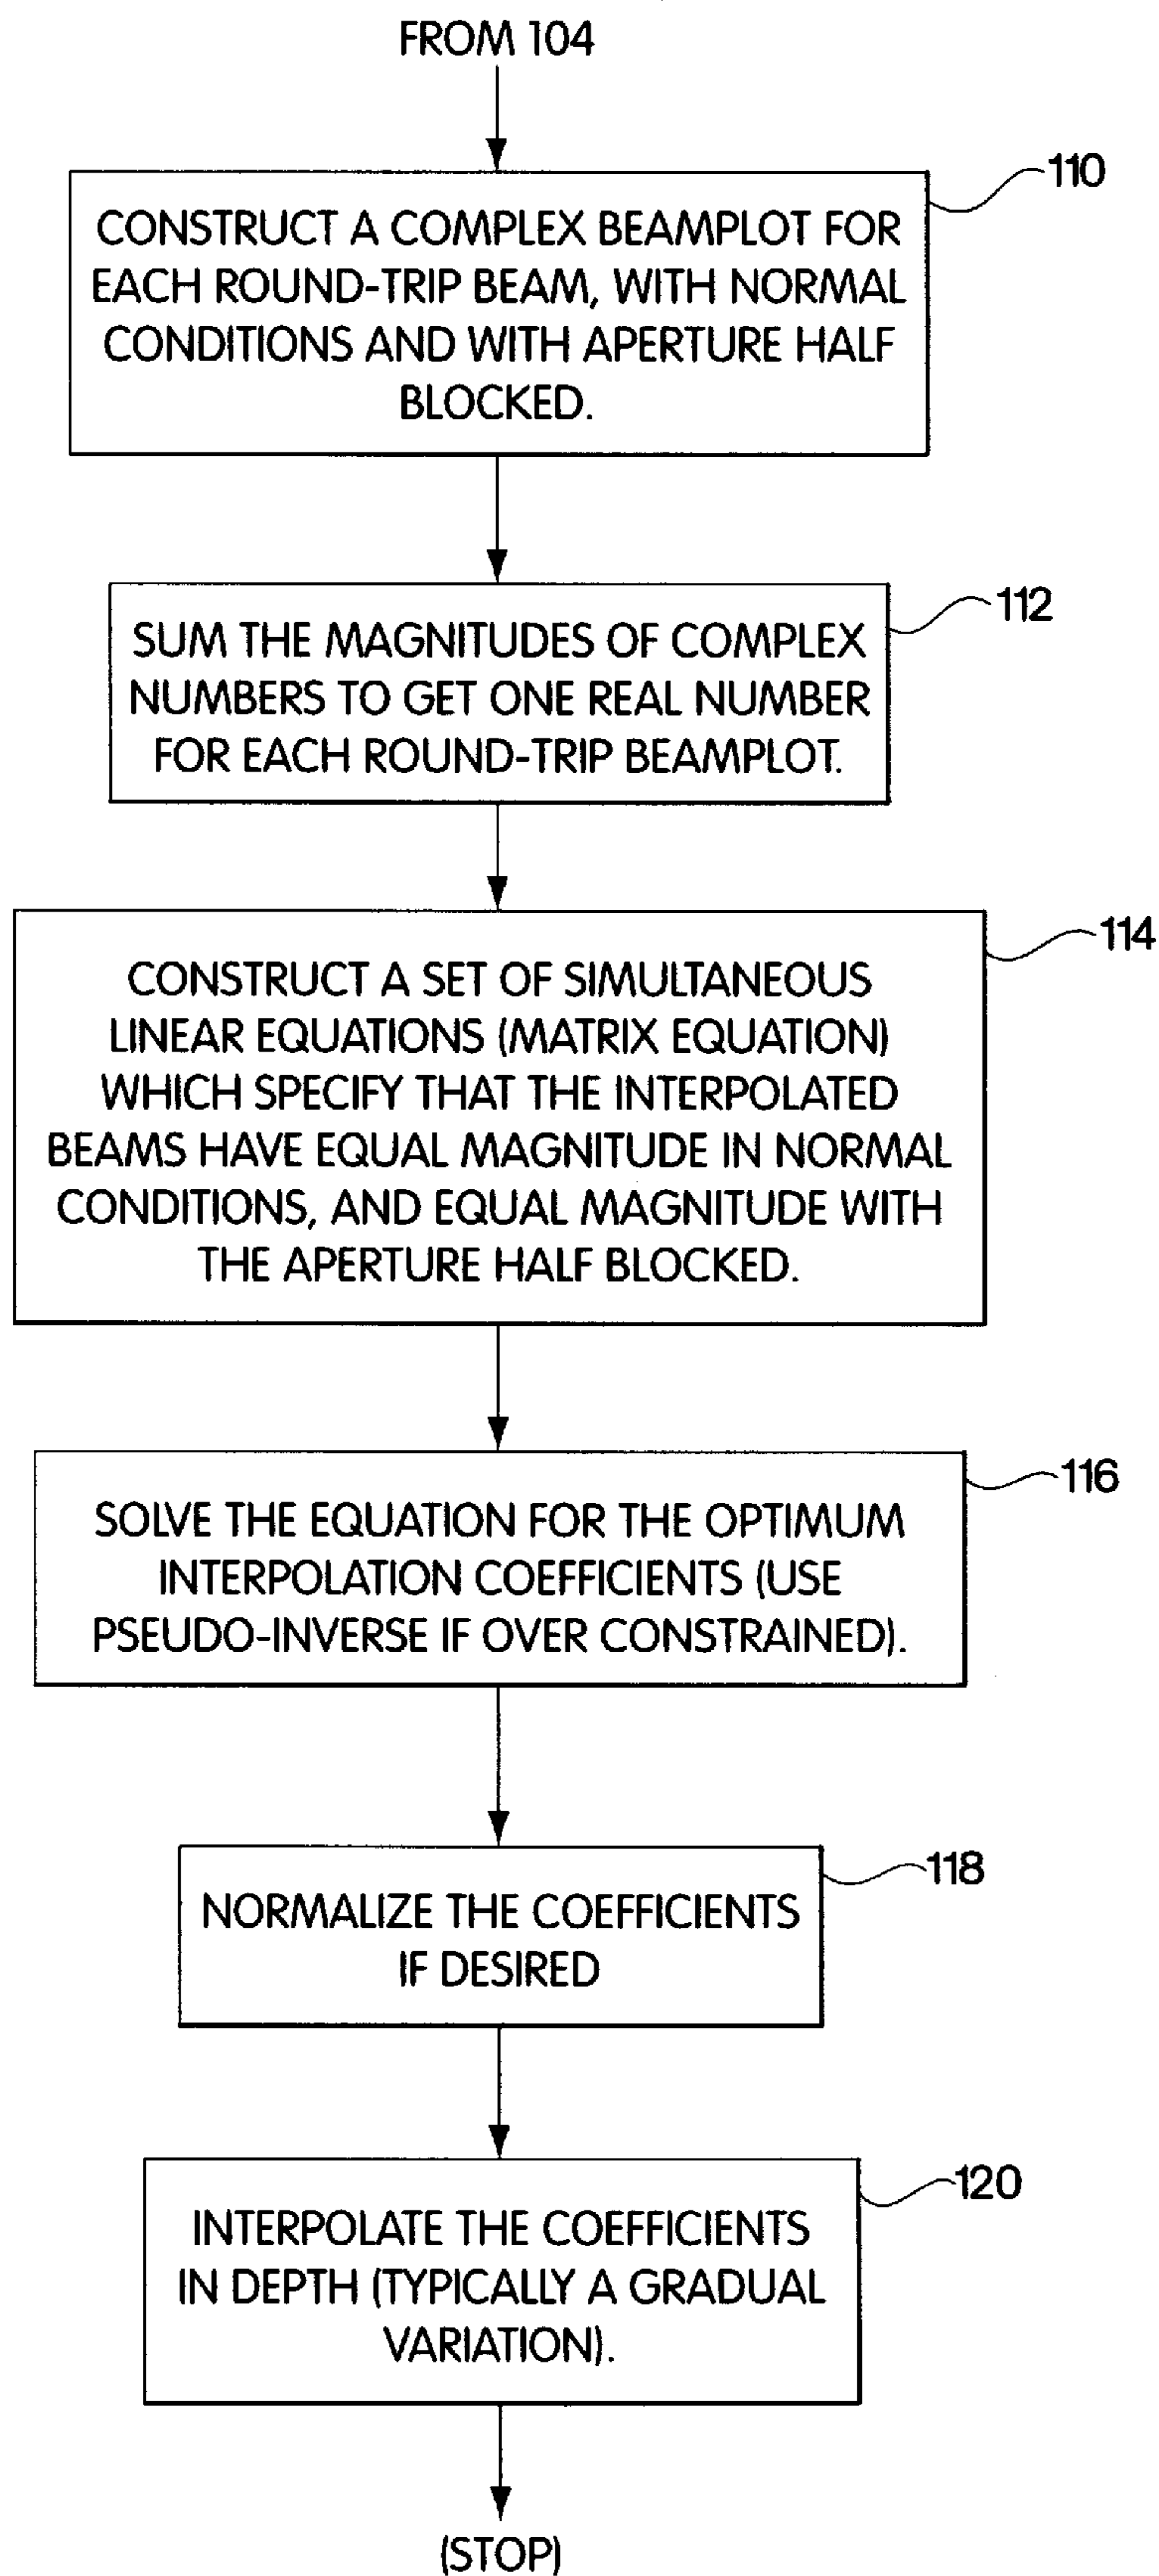 FROM 104
110
CONSTRUCT A COMPLEX BEAMPLOT FOR
EACH ROUND-TRIP BEAM, WITH NORMAL
CONDITIONS AND WITH APERTURE HALF
BLOCKED.
112
SUM THE MAGNITUDES OF COMPLEX
NUMBERS TO GET ONE REAL NUMBER
FOR EACH ROUND-TRIP BEAMPLOT.
114
CONSTRUCT A SET OF SIMULTANEOUS
LINEAR EQUATIONS (MATRIX EQUATION)
WHICH SPECIFY THAT THE INTERPOLATED
BEAMS HAVE EQUAL MAGNITUDE IN NORMAL
CONDITIONS, AND EQUAL MAGNITUDE WITH
THE APERTURE HALF BLOCKED.
116
SOLVE THE EQUATION FOR THE OPTIMUM
INTERPOLATION COEFFICIENTS (USE
PSEUDO-INVERSE IF OVER CONSTRAINED).
118
NORMALIZE THE COEFFICIENTS
IF DESIRED
120
INTERPOLATE THE COEFFICIENTS
IN DEPTH (TYPICALLY A GRADUAL
VARIATION).
(STOP)